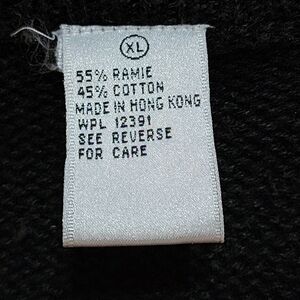 XL
55% RAMIE
45% COTTON
MADE IN HONG KONG
WPL 12391
SEE REVERSE
FOR CARE